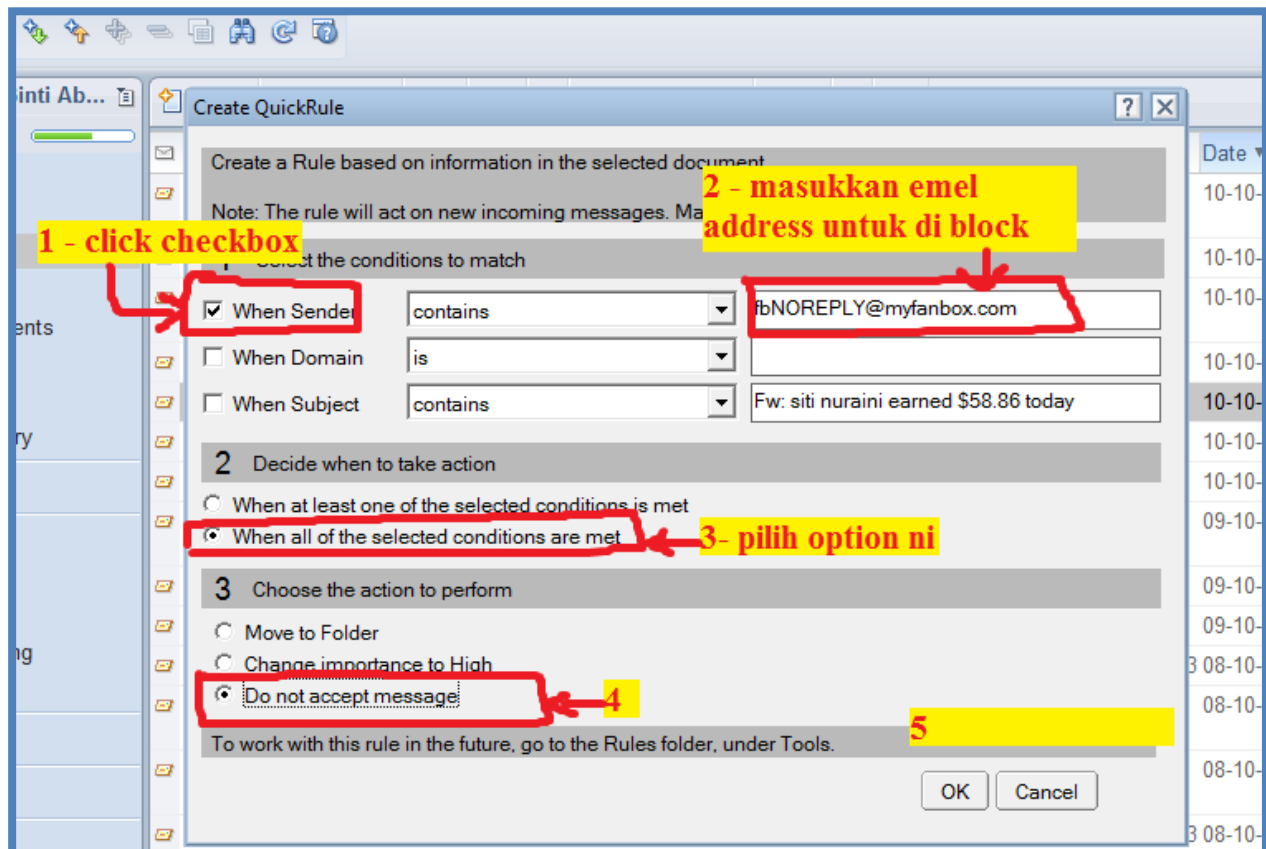 inti Ab...
Create QuickRule
Date
Create a Rule based on information in the selected document
2 - masukkan emel
address untuk di block
10-10-
Note: The rule will act on new incoming messages. Ma
1 - click checkbox
Select the conditions to match
10-10-
When Sender contains fbNOREPLY@myfanbox.com
10-10-
ents
When Domain is
10-10-
When Subject contains Fw: siti nuraini earned $58.86 today
10-10-
ry
10-10-
2 Decide when to take action
10-10-
When at least one of the selected conditions is met
09-10-
When all of the selected conditions are met
3- pilih option ni
3 Choose the action to perform
09-10-
Move to Folder
09-10-
ng
Change importance to High
3 08-10-
Do not accept message
4
08-10-
5
To work with this rule in the future, go to the Rules folder, under Tools.
08-10-
OK Cancel
3 08-10-